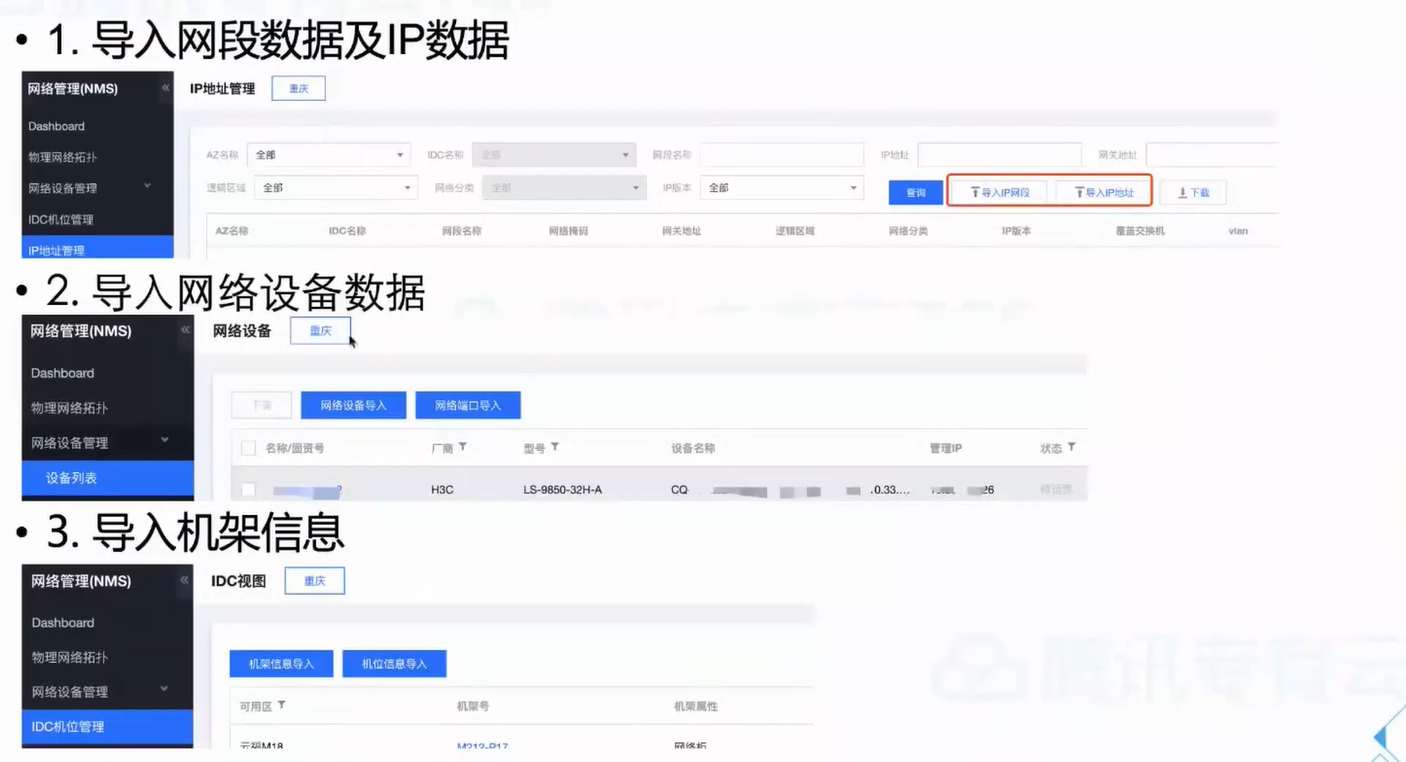 • 1. 导入网段数据及IP数据
网络管理(NMS) « IP地址管理 重庆
Dashboard
物理网络拓扑
网络设备管理
IDC机位管理
IP地址管理
AZ名称 全部 IDC名称 全部 网段名称 IP地址 网关地址
逻辑区域 全部 网络分类 全部 IP版本 全部 查询 导入IP网段 导入IP地址 下载
AZ名称 IDC名称 网段名称 网络掩码 网关地址 逻辑区域 网络分类 IP版本 覆盖交换机 vlan
• 2. 导入网络设备数据
网络管理(NMS) « 网络设备 重庆
Dashboard
物理网络拓扑
网络设备管理
设备列表
下载 网络设备导入 网络端口导入
名称/固资号 厂商 型号 设备名称 管理IP 状态
H3C LS-9850-32H-A CQ .0.33.... 26 待运营
• 3. 导入机架信息
网络管理(NMS) « IDC视图 重庆
Dashboard
物理网络拓扑
网络设备管理
IDC机位管理
机架信息导入 机位信息导入
可用区 机架号 机架属性
云福M18 M212-P17 网络柜
腾讯专有云